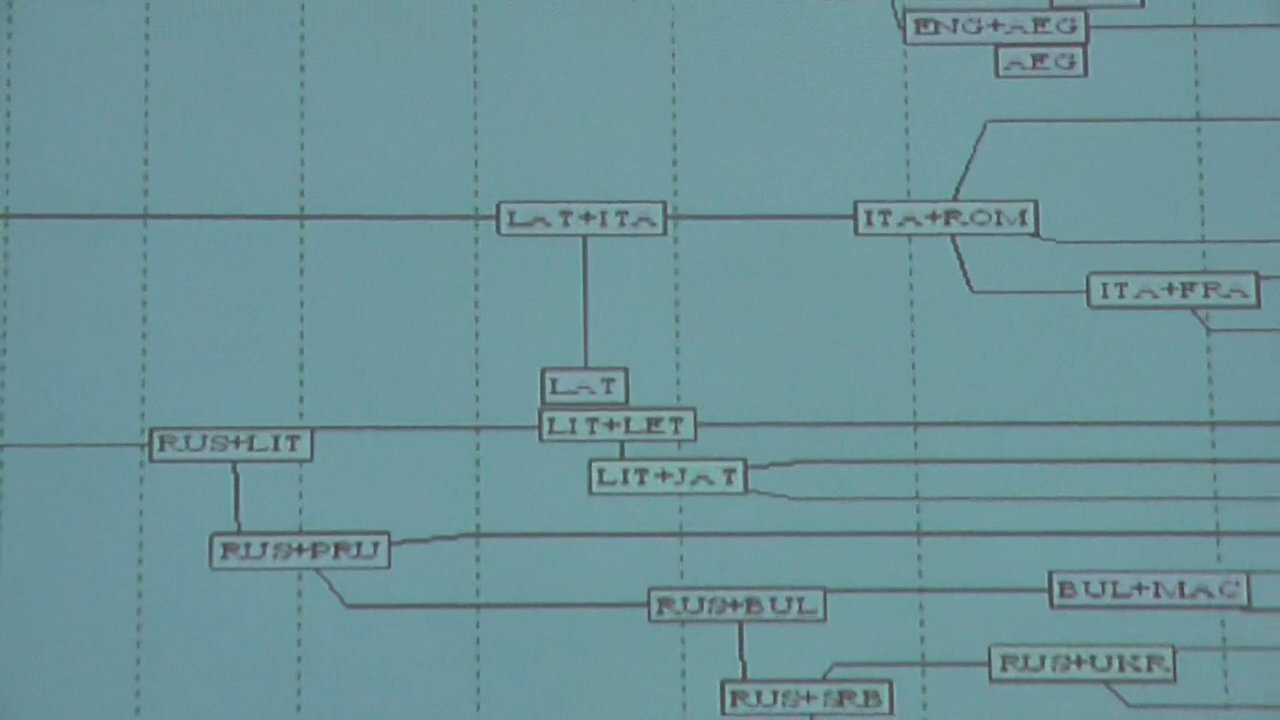 ENG+AEG
AEG
LAT+ITA
ITA+ROM
ITA+FRA
LAT
LIT+LET
RUS+LIT
LIT+JAT
RUS+PRU
BUL+MAC
RUS+BUL
RUS+UKR
RUS+SRB